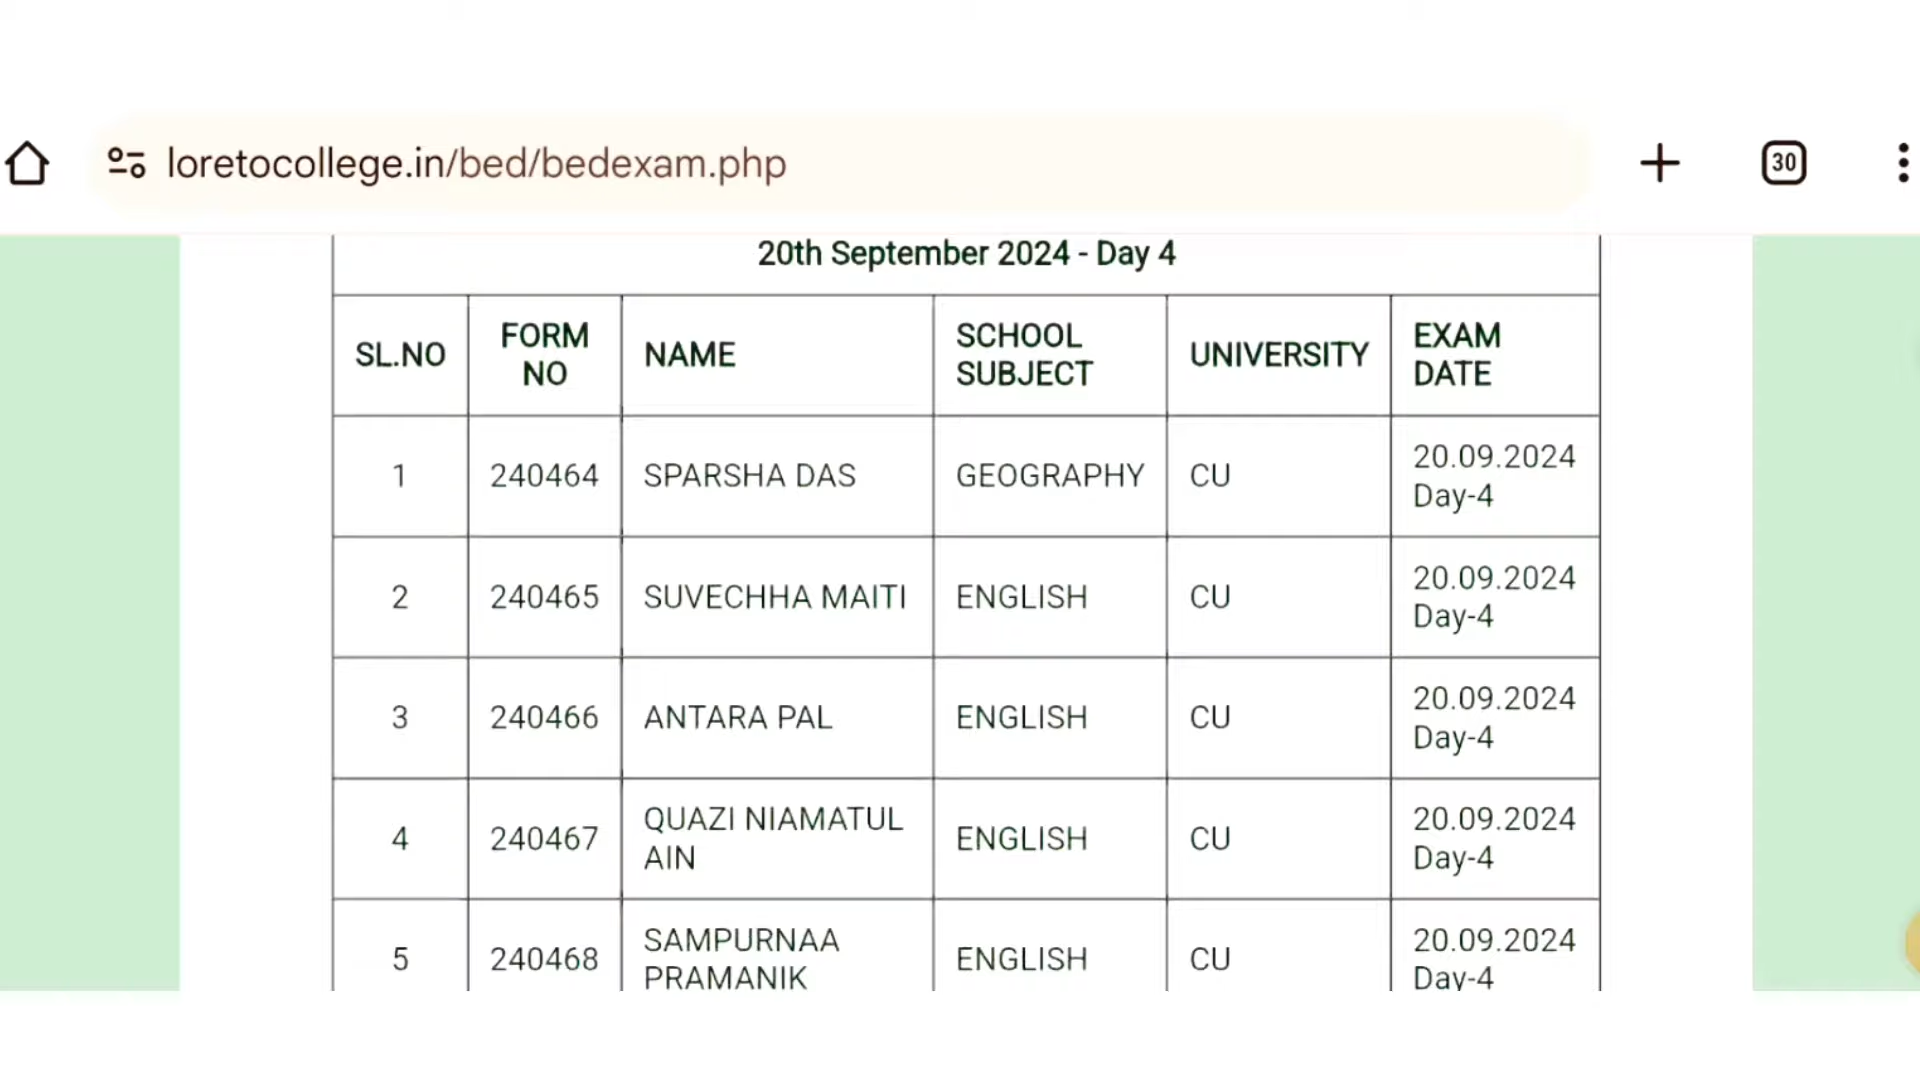 loretocollege.in/bed/bedexam.php
30
20th September 2024 - Day 4
SL.NO FORM NO NAME SCHOOL SUBJECT UNIVERSITY EXAM DATE
1 240464 SPARSHA DAS GEOGRAPHY CU 20.09.2024 Day-4
2 240465 SUVECHHA MAITI ENGLISH CU 20.09.2024 Day-4
3 240466 ANTARA PAL ENGLISH CU 20.09.2024 Day-4
4 240467 QUAZI NIAMATUL AIN ENGLISH CU 20.09.2024 Day-4
5 240468 SAMPURNAA PRAMANIK ENGLISH CU 20.09.2024 Day-4